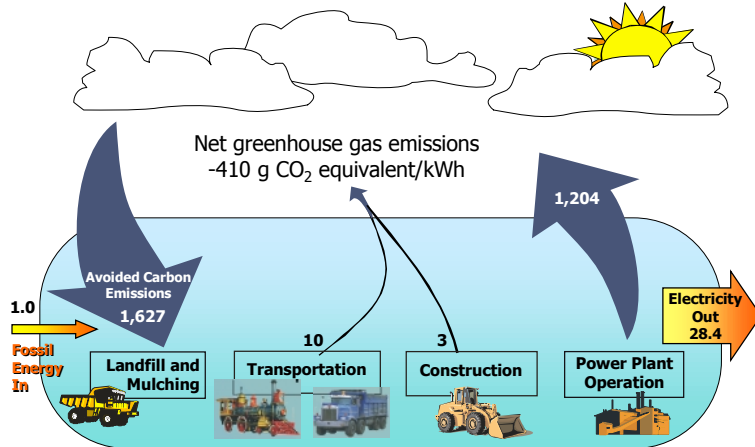 Net greenhouse gas emissions
-410 g CO₂ equivalent/kWh
1,204
Avoided Carbon
Emissions
1,627
1.0
Fossil
Energy
In
Electricity
Out
28.4
10
3
Landfill and
Mulching
Transportation
Construction
Power Plant
Operation